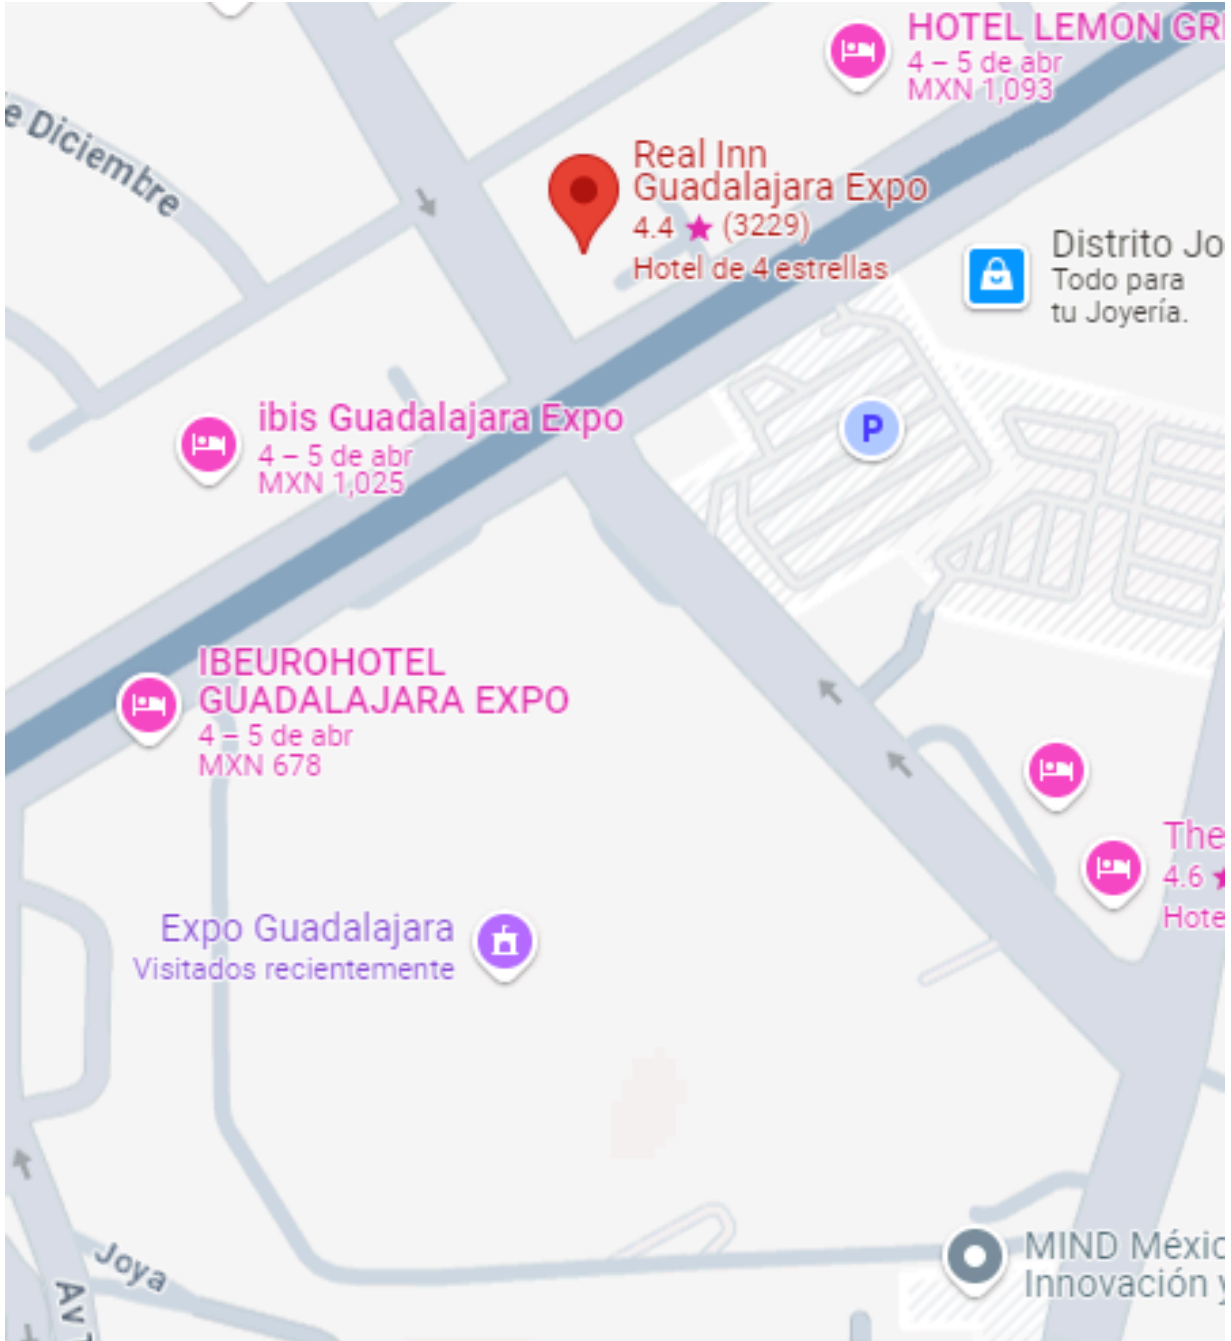 HOTEL LEMON GR
4 – 5 de abr
MXN 1,093
e Diciembre
Real Inn
Guadalajara Expo
4.4 ★ (3229)
Hotel de 4 estrellas
Distrito Jo
Todo para
tu Joyería.
P
ibis Guadalajara Expo
4 – 5 de abr
MXN 1,025
IBEUROHOTEL
GUADALAJARA EXPO
4 – 5 de abr
MXN 678
The
4.6 ★
Hote
Expo Guadalajara
Visitados recientemente
MIND Méxic
Innovación y
Joya
Av